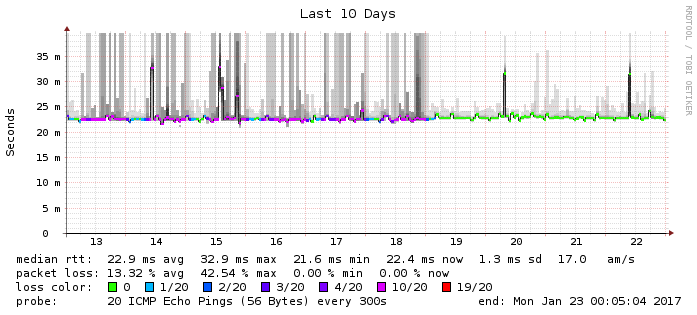 Last 10 Days
RRDTOOL / TOBI OETIKER
Seconds
35 m
30 m
25 m
20 m
15 m
10 m
5 m
0
13 14 15 16 17 18 19 20 21 22
median rtt: 22.9 ms avg 32.9 ms max 21.6 ms min 22.4 ms now 1.3 ms sd 17.0 am/s
packet loss: 13.32 % avg 42.54 % max 0.00 % min 0.00 % now
loss color: 0 1/20 2/20 3/20 4/20 10/20 19/20
probe: 20 ICMP Echo Pings (56 Bytes) every 300s end: Mon Jan 23 00:05:04 2017